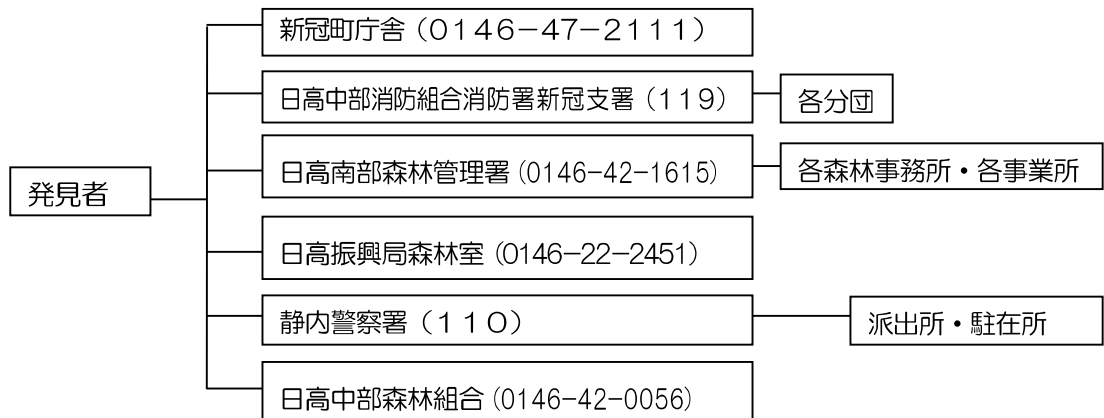 新冠町庁舎（０１４６－４７－２１１１）
日高中部消防組合消防署新冠支署（１１９）
各分団
日高南部森林管理署(0146-42-1615)
各森林事務所・各事業所
発見者
日高振興局森林室(0146-22-2451)
静内警察署（１１０）
派出所・駐在所
日高中部森林組合(0146-42-0056)